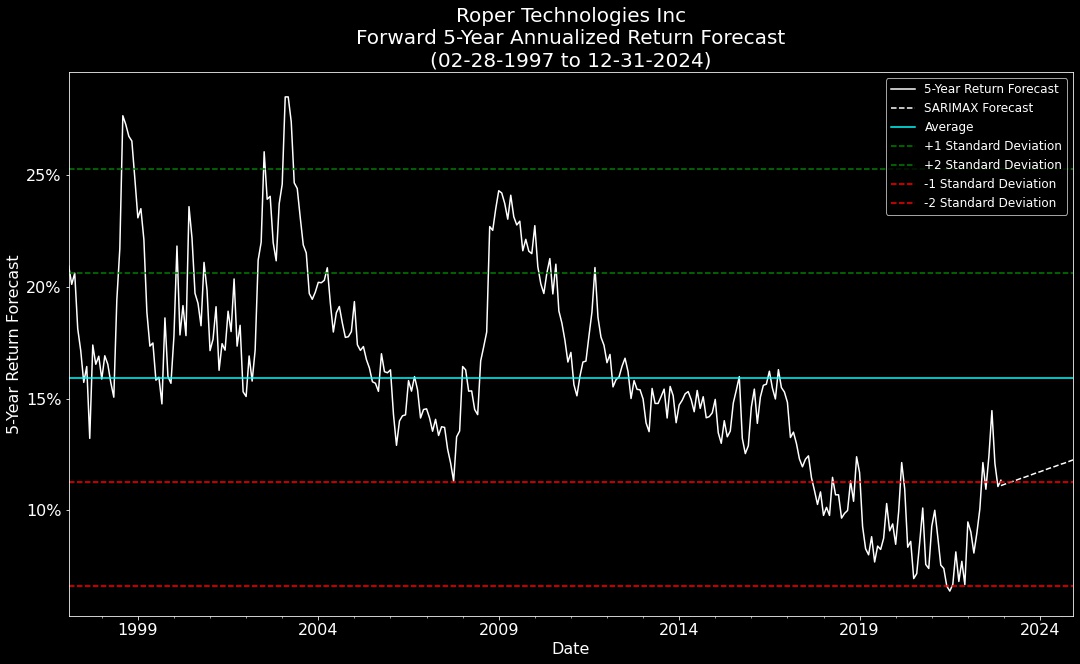 Roper Technologies Inc
Forward 5-Year Annualized Return Forecast
(02-28-1997 to 12-31-2024)
5-Year Return Forecast
SARIMAX Forecast
Average
+1 Standard Deviation
+2 Standard Deviation
-1 Standard Deviation
-2 Standard Deviation
5-Year Return Forecast
25%
20%
15%
10%
1999
2004
2009
2014
2019
2024
Date